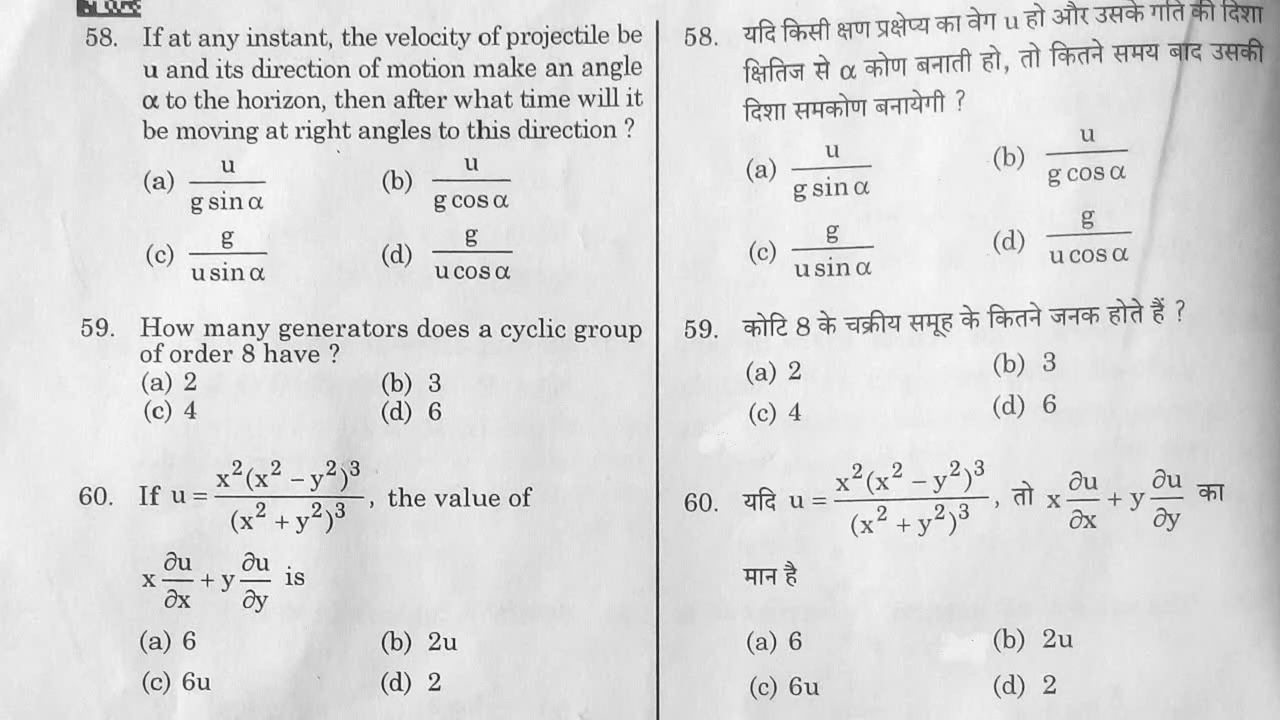 58. If at any instant, the velocity of projectile be
u and its direction of motion make an angle
α to the horizon, then after what time will it
be moving at right angles to this direction ?
(a) u / g sin α (b) u / g cos α
(c) g / u sin α (d) g / u cos α
59. How many generators does a cyclic group
of order 8 have ?
(a) 2 (b) 3
(c) 4 (d) 6
60. If u = x²(x² – y²)³ / (x² + y²)³ , the value of
x ∂u/∂x + y ∂u/∂y is
(a) 6 (b) 2u
(c) 6u (d) 2
58. यदि किसी क्षण प्रक्षेप्य का वेग u हो और उसके गति की दिशा
क्षितिज से α कोण बनाती हो, तो कितने समय बाद उसकी
दिशा समकोण बनायेगी ?
(a) u / g sin α (b) u / g cos α
(c) g / u sin α (d) g / u cos α
59. कोटि 8 के चक्रीय समूह के कितने जनक होते हैं ?
(a) 2 (b) 3
(c) 4 (d) 6
60. यदि u = x²(x² – y²)³ / (x² + y²)³ , तो x ∂u/∂x + y ∂u/∂y का
मान है
(a) 6 (b) 2u
(c) 6u (d) 2